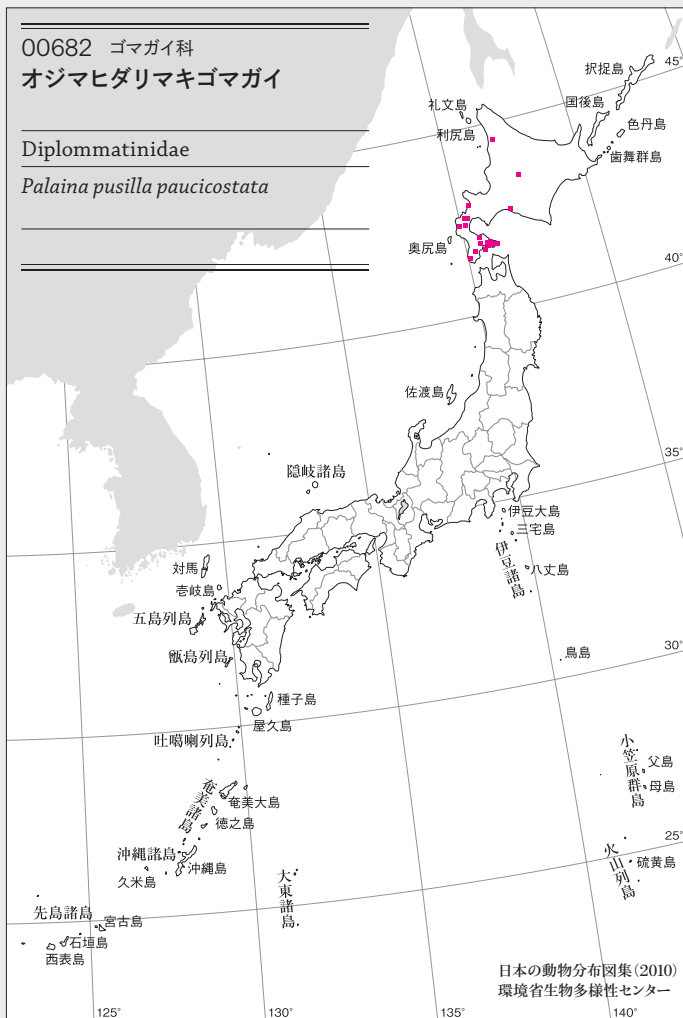 00682 ゴマガイ科
オジマヒダリマキゴマガイ
Diplommatinidae
Palaina pusilla paucicostata
択捉島
45°
礼文島
国後島
利尻島
色丹島
歯舞群島
奥尻島
40°
佐渡島
35°
隠岐諸島
伊豆大島
三宅島
伊豆諸島
八丈島
対馬
壱岐島
五島列島
甑島列島
鳥島
30°
種子島
屋久島
吐噶喇列島
小笠原群島
父島
母島
奄美諸島
奄美大島
徳之島
25°
沖縄諸島
沖縄島
久米島
火山列島
硫黄島
大東諸島
先島諸島
宮古島
石垣島
西表島
日本の動物分布図集(2010)
環境省生物多様性センター
125°
130°
135°
140°